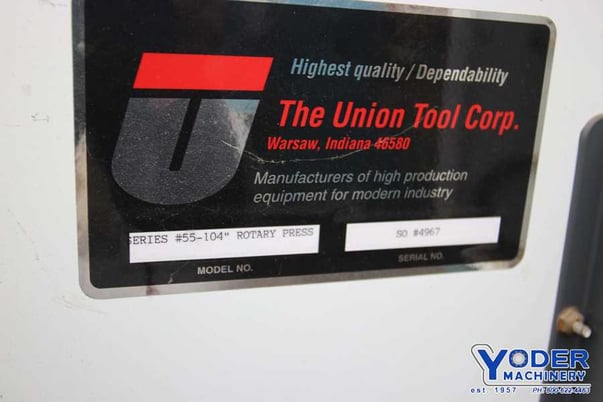 Highest quality / Dependability
The Union Tool Corp.
Warsaw, Indiana 46580
Manufacturers of high production
equipment for modern industry
SERIES #55-104" ROTARY PRESS
SO #4967
MODEL NO.
SERIAL NO.
YODER
MACHINERY
est. 1957